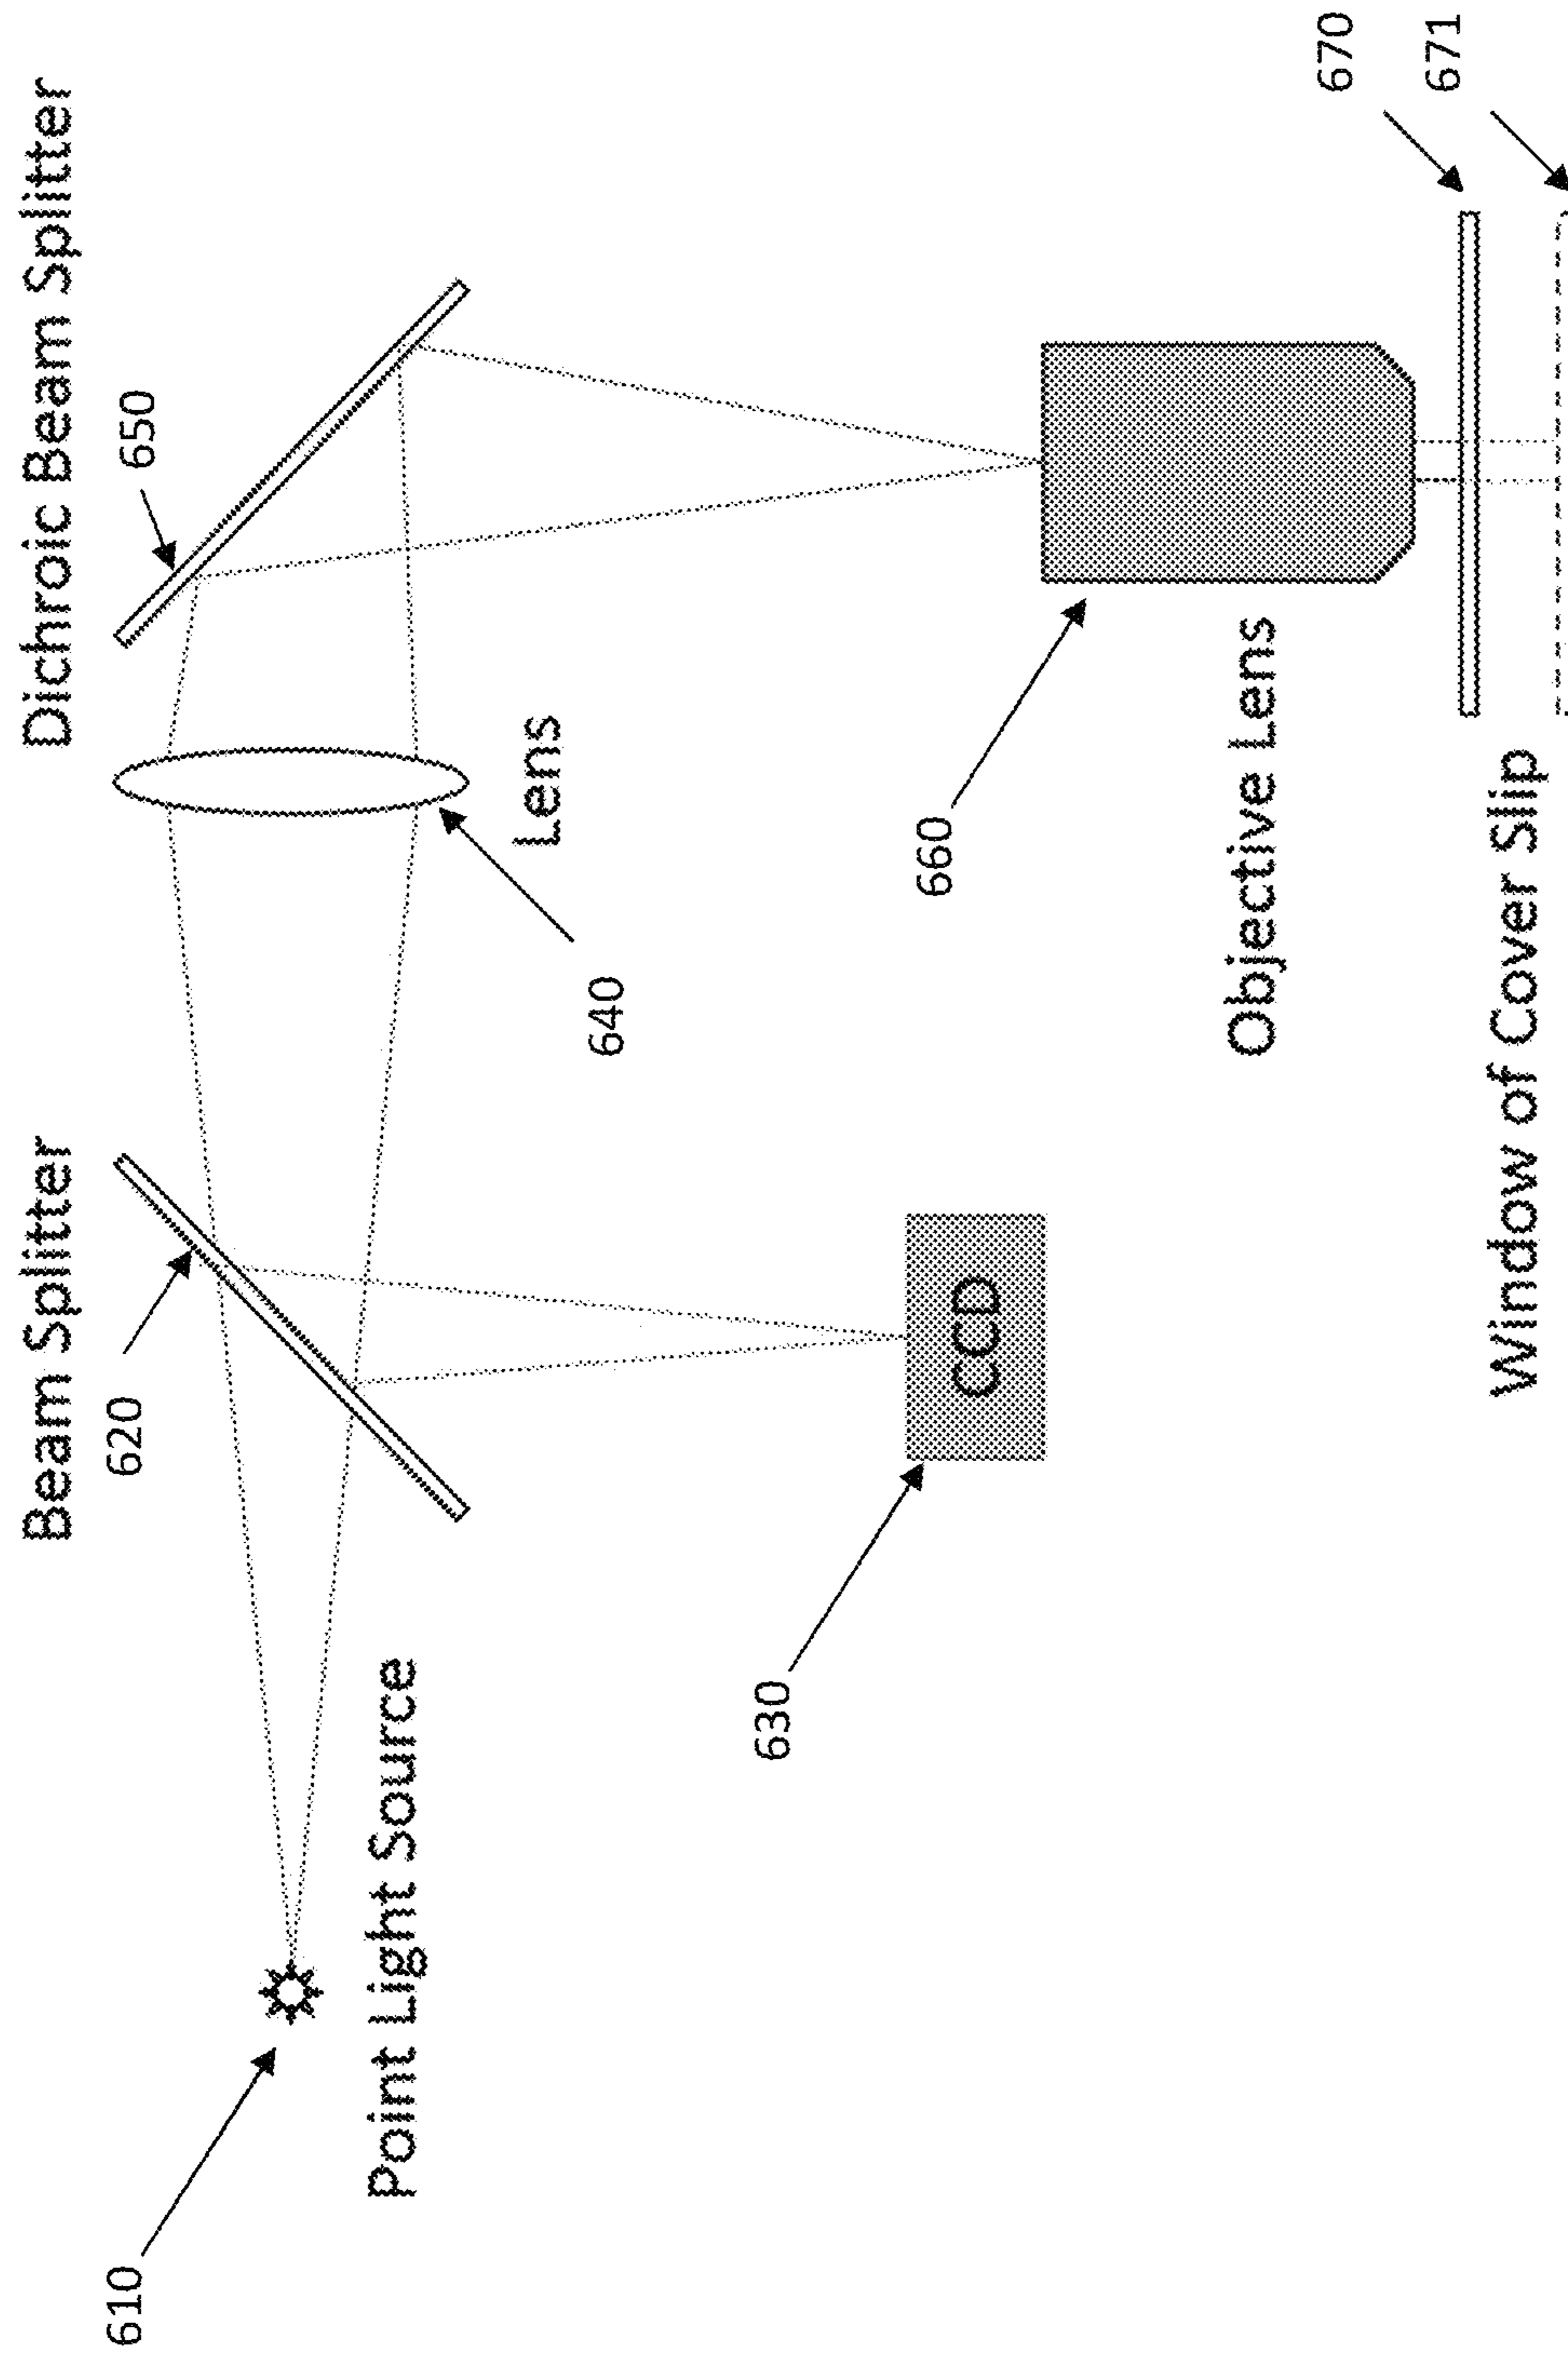 Beam Splitter
Dichroic Beam Splitter
610
620
650
Point Light Source
Lens
640
630
CCD
660
Objective Lens
670
671
Window of Cover Slip